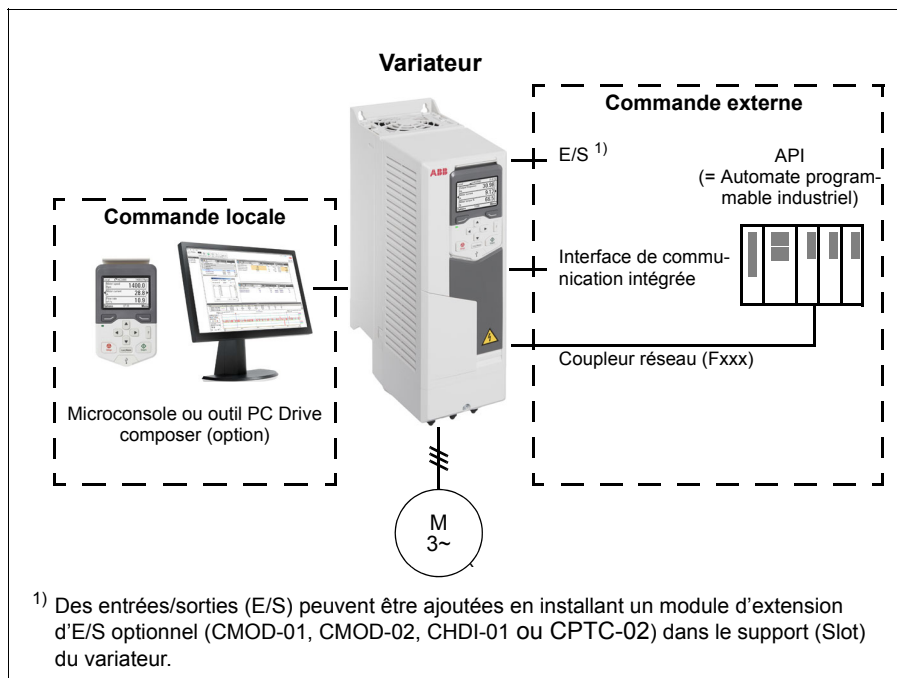 Variateur
Commande externe
E/S 1)
API
(= Automate program-
mable industriel)
ABB
Commande locale
Interface de commu-
nication intégrée
Coupleur réseau (Fxxx)
Microconsole ou outil PC Drive
composer (option)
M
3~
1) Des entrées/sorties (E/S) peuvent être ajoutées en installant un module d'extension
d'E/S optionnel (CMOD-01, CMOD-02, CHDI-01 ou CPTC-02) dans le support (Slot)
du variateur.